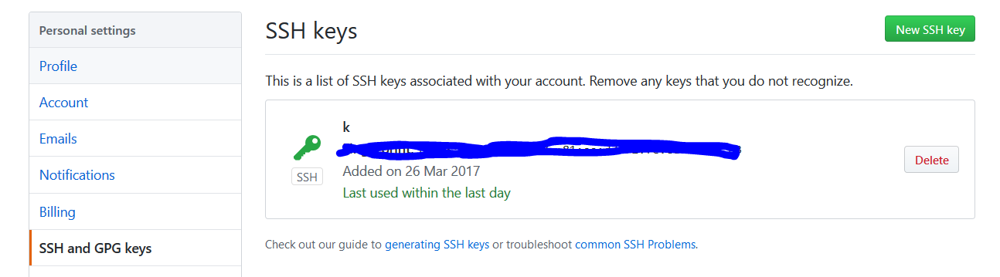 Personal settings
Profile
Account
Emails
Notifications
Billing
SSH and GPG keys
SSH keys
New SSH key
This is a list of SSH keys associated with your account. Remove any keys that you do not recognize.
k
SSH
Added on 26 Mar 2017
Last used within the last day
Delete
Check out our guide to generating SSH keys or troubleshoot common SSH Problems.